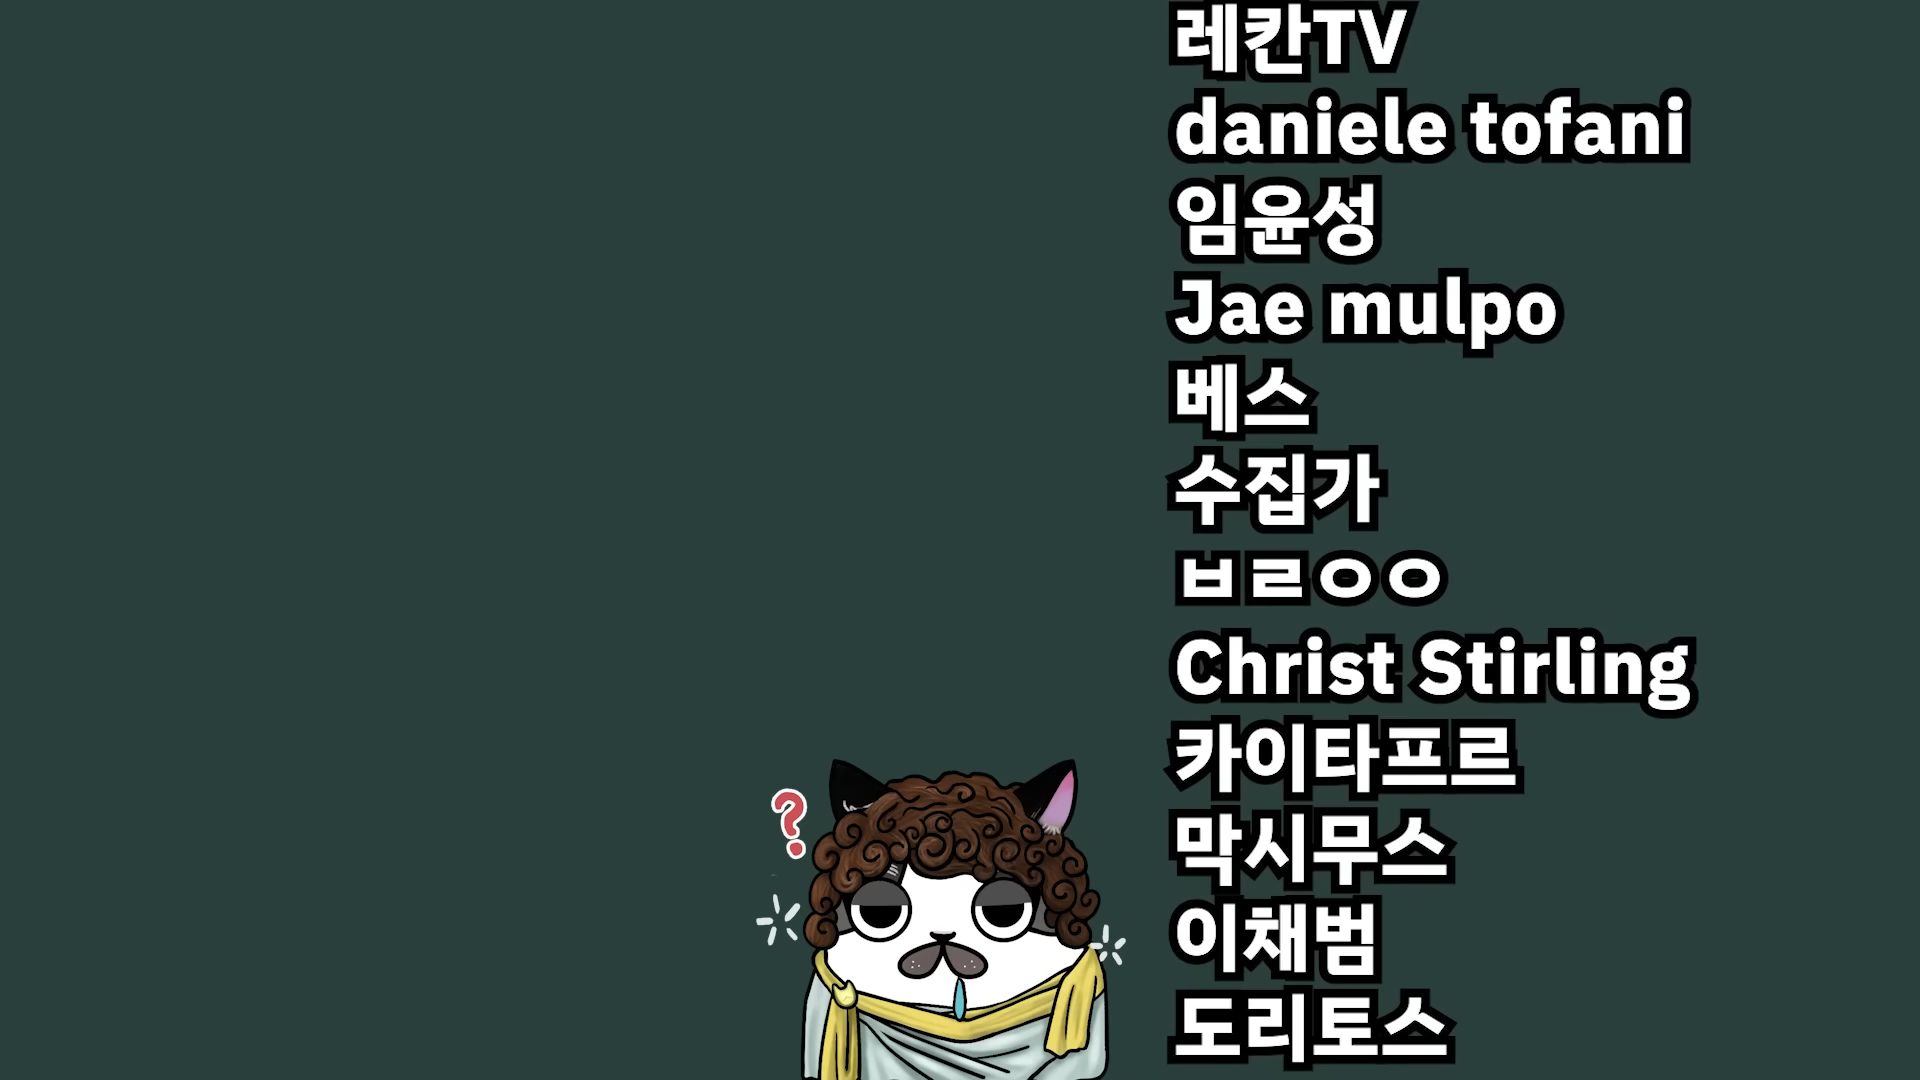 레칸TV
daniele tofani
임윤성
Jae mulpo
베스
수집가
ㅂㄹㅇㅇ
Christ Stirling
카이타프르
막시무스
이채범
도리토스
?